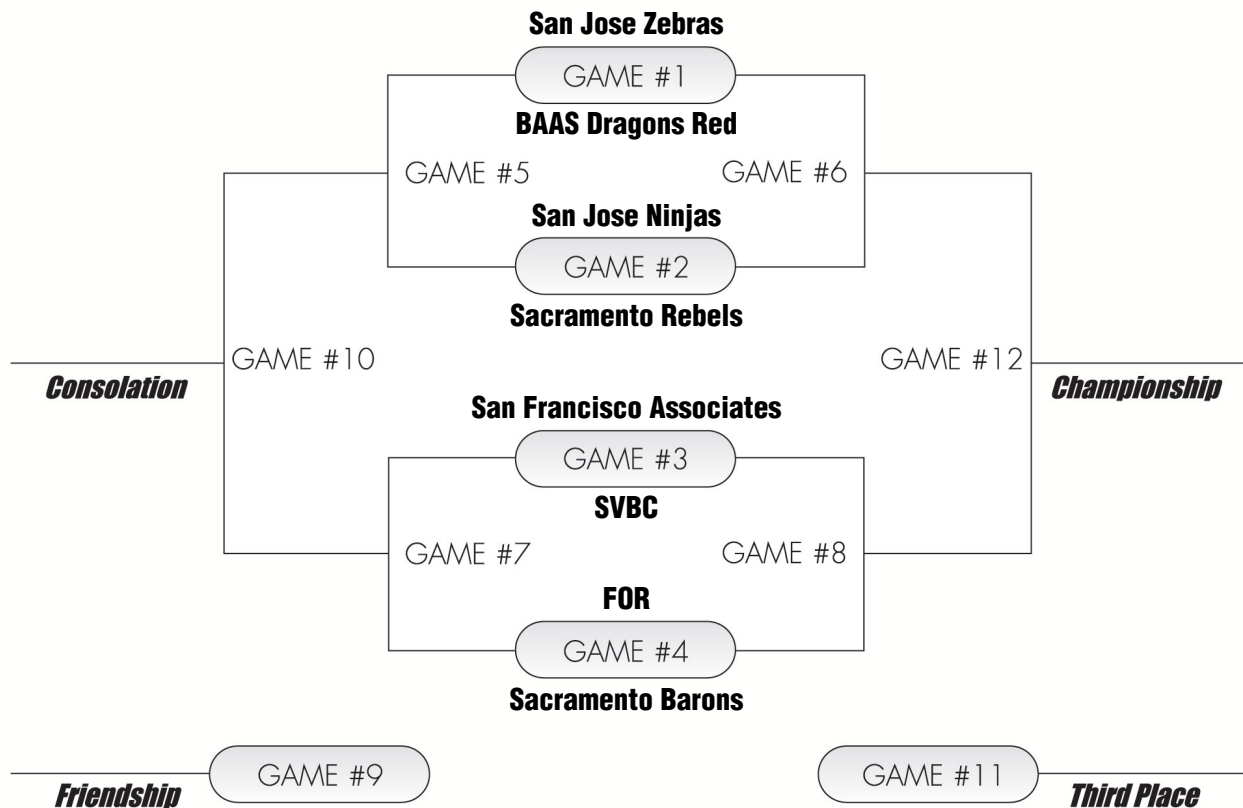 San Jose Zebras
GAME #1
BAAS Dragons Red
GAME #5
GAME #6
San Jose Ninjas
GAME #2
Sacramento Rebels
GAME #10
GAME #12
Consolation
Championship
San Francisco Associates
GAME #3
SVBC
GAME #7
GAME #8
FOR
GAME #4
Sacramento Barons
GAME #9
GAME #11
Friendship
Third Place